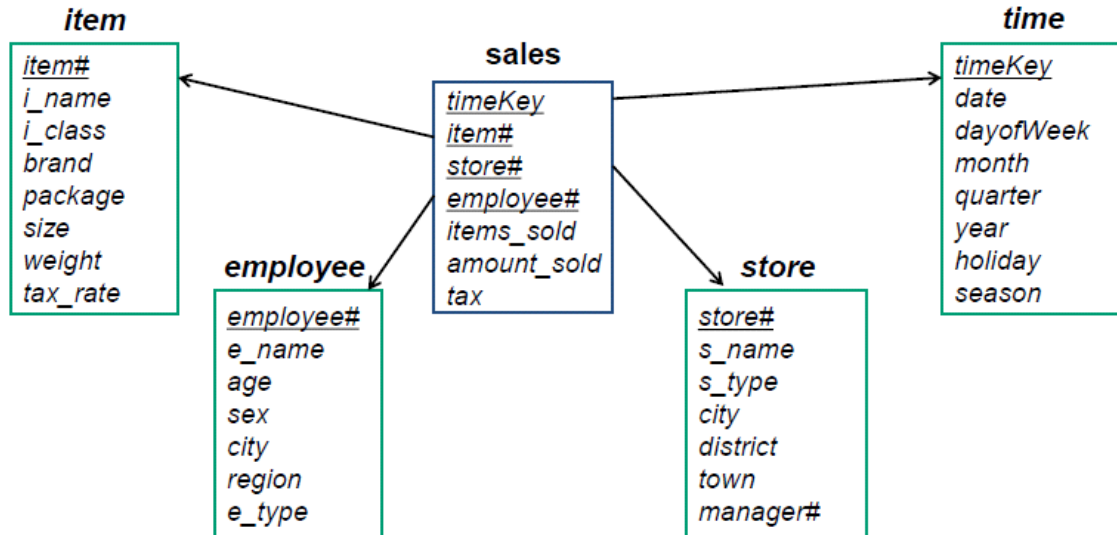 item
item#
i_name
i_class
brand
package
size
weight
tax_rate
sales
timeKey
item#
store#
employee#
items_sold
amount_sold
tax
time
timeKey
date
dayofWeek
month
quarter
year
holiday
season
employee
employee#
e_name
age
sex
city
region
e_type
store
store#
s_name
s_type
city
district
town
manager#